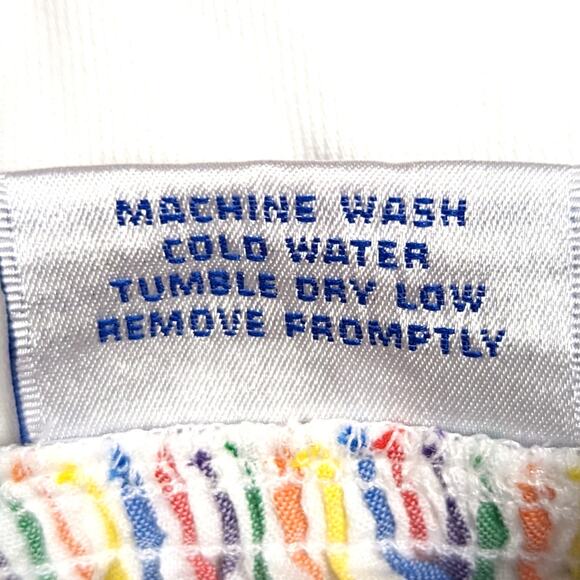 MACHINE WASH
COLD WATER
TUMBLE DRY LOW
REMOVE PROMPTLY